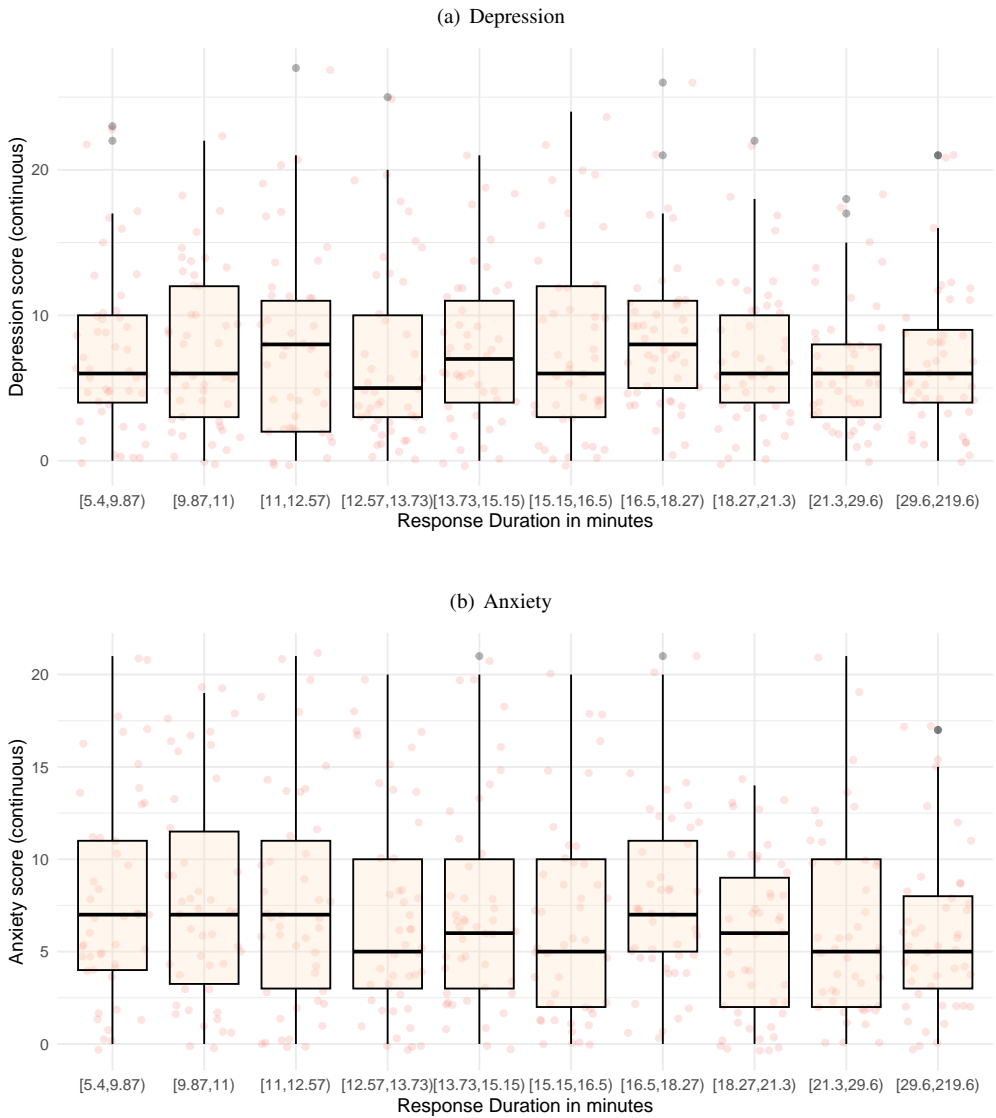 (a) Depression
Depression score (continuous)
20
10
0
[5.4,9.87) [9.87,11) [11,12.57) [12.57,13.73) [13.73,15.15) [15.15,16.5) [16.5,18.27) [18.27,21.3) [21.3,29.6) [29.6,219.6)
Response Duration in minutes
(b) Anxiety
Anxiety score (continuous)
20
15
10
5
0
[5.4,9.87) [9.87,11) [11,12.57) [12.57,13.73) [13.73,15.15) [15.15,16.5) [16.5,18.27) [18.27,21.3) [21.3,29.6) [29.6,219.6)
Response Duration in minutes